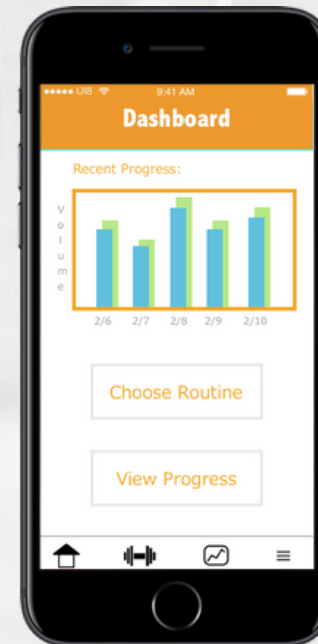 UI8 9:41 AM
Dashboard
Recent Progress:
Volume
2/6 2/7 2/8 2/9 2/10
Choose Routine
View Progress